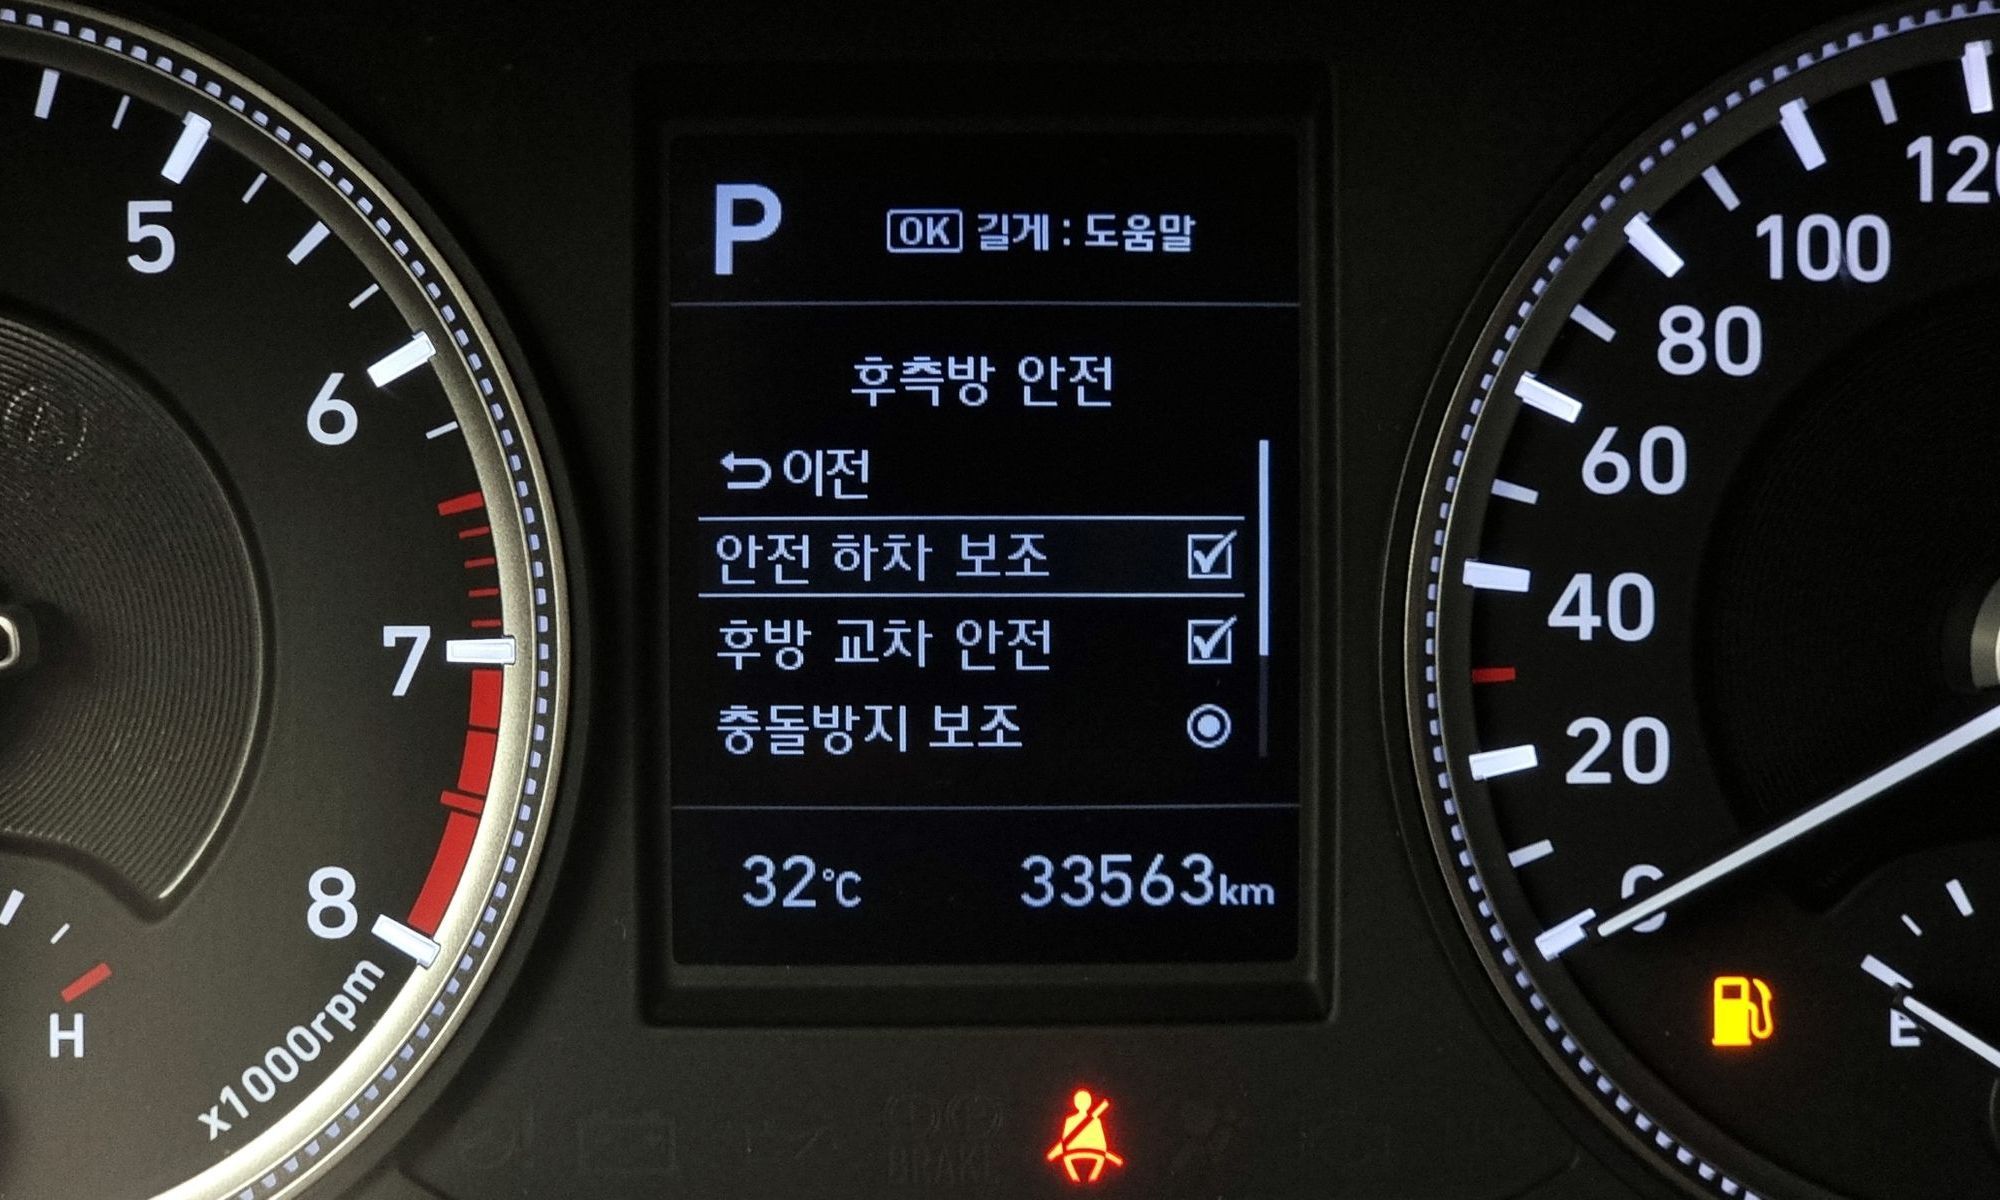 P
OK 길게 : 도움말
후측방 안전
이전
안전 하차 보조
후방 교차 안전
충돌방지 보조
32°C 33563km
5
6
7
8
x1000rpm
H
120
100
80
60
40
20
0
E